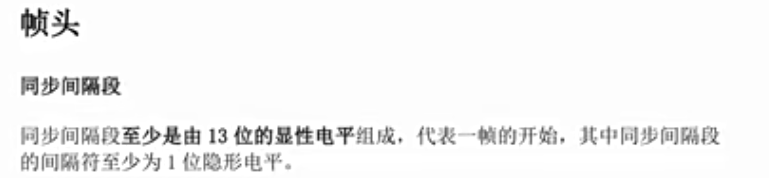 帧头
同步间隔段
同步间隔段至少是由 13 位的显性电平组成，代表一帧的开始，其中同步间隔段
的间隔符至少为 1 位隐形电平。